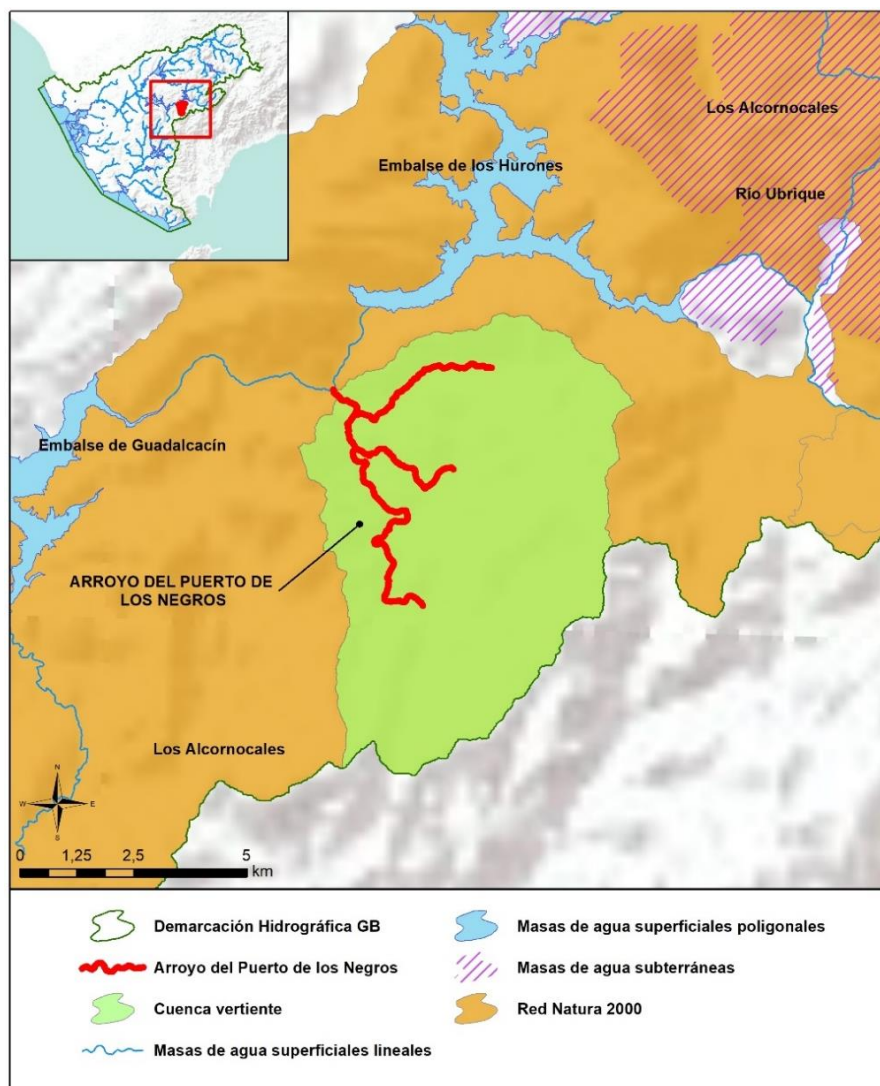 Los Alcornocales
Embalse de los Hurones
Río Ubrique
Embalse de Guadalcacín
ARROYO DEL PUERTO DE
LOS NEGROS
Los Alcornocales
N
W E
S
0 1,25 2,5 5
km
Demarcación Hidrográfica GB
Masas de agua superficiales poligonales
Arroyo del Puerto de los Negros
Masas de agua subterráneas
Cuenca vertiente
Red Natura 2000
Masas de agua superficiales lineales